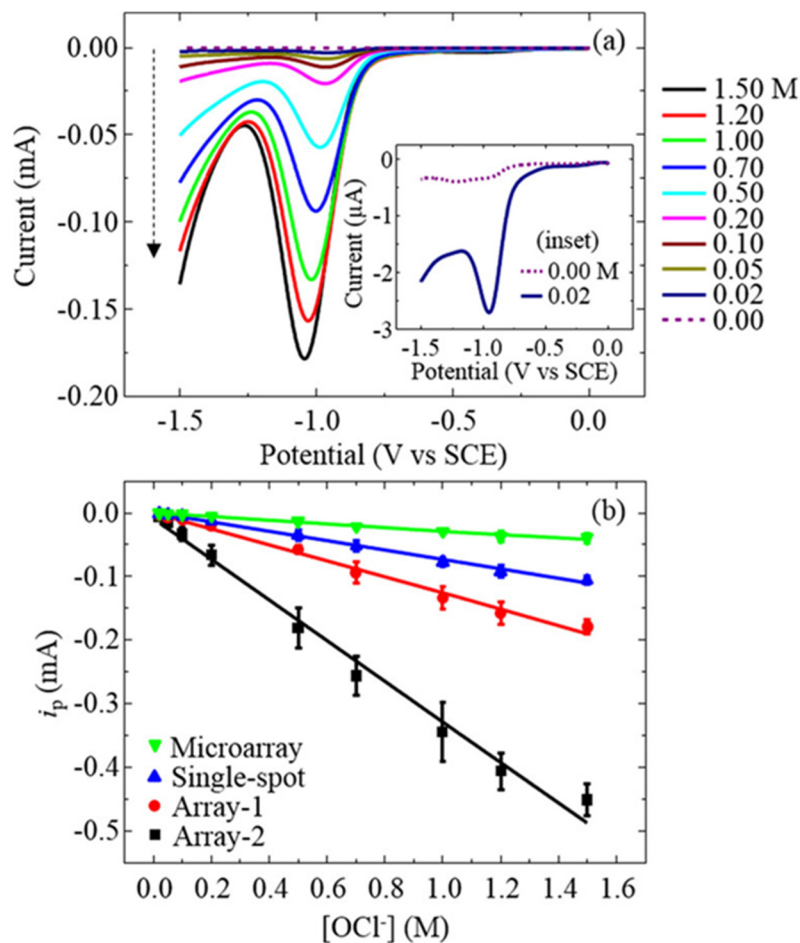 (a)
0.00
-0.05
-0.10
-0.15
-0.20
Current (mA)
-1.5
-1.0
-0.5
0.0
Potential (V vs SCE)
1.50 M
1.20
1.00
0.70
0.50
0.20
0.10
0.05
0.02
0.00
0
-1
-2
-3
Current (μA)
(inset)
0.00 M
0.02
-1.5 -1.0 -0.5 0.0
Potential (V vs SCE)
(b)
0.0
-0.1
-0.2
-0.3
-0.4
-0.5
iₚ (mA)
Microarray
Single-spot
Array-1
Array-2
0.0 0.2 0.4 0.6 0.8 1.0 1.2 1.4 1.6
[OCl⁻] (M)